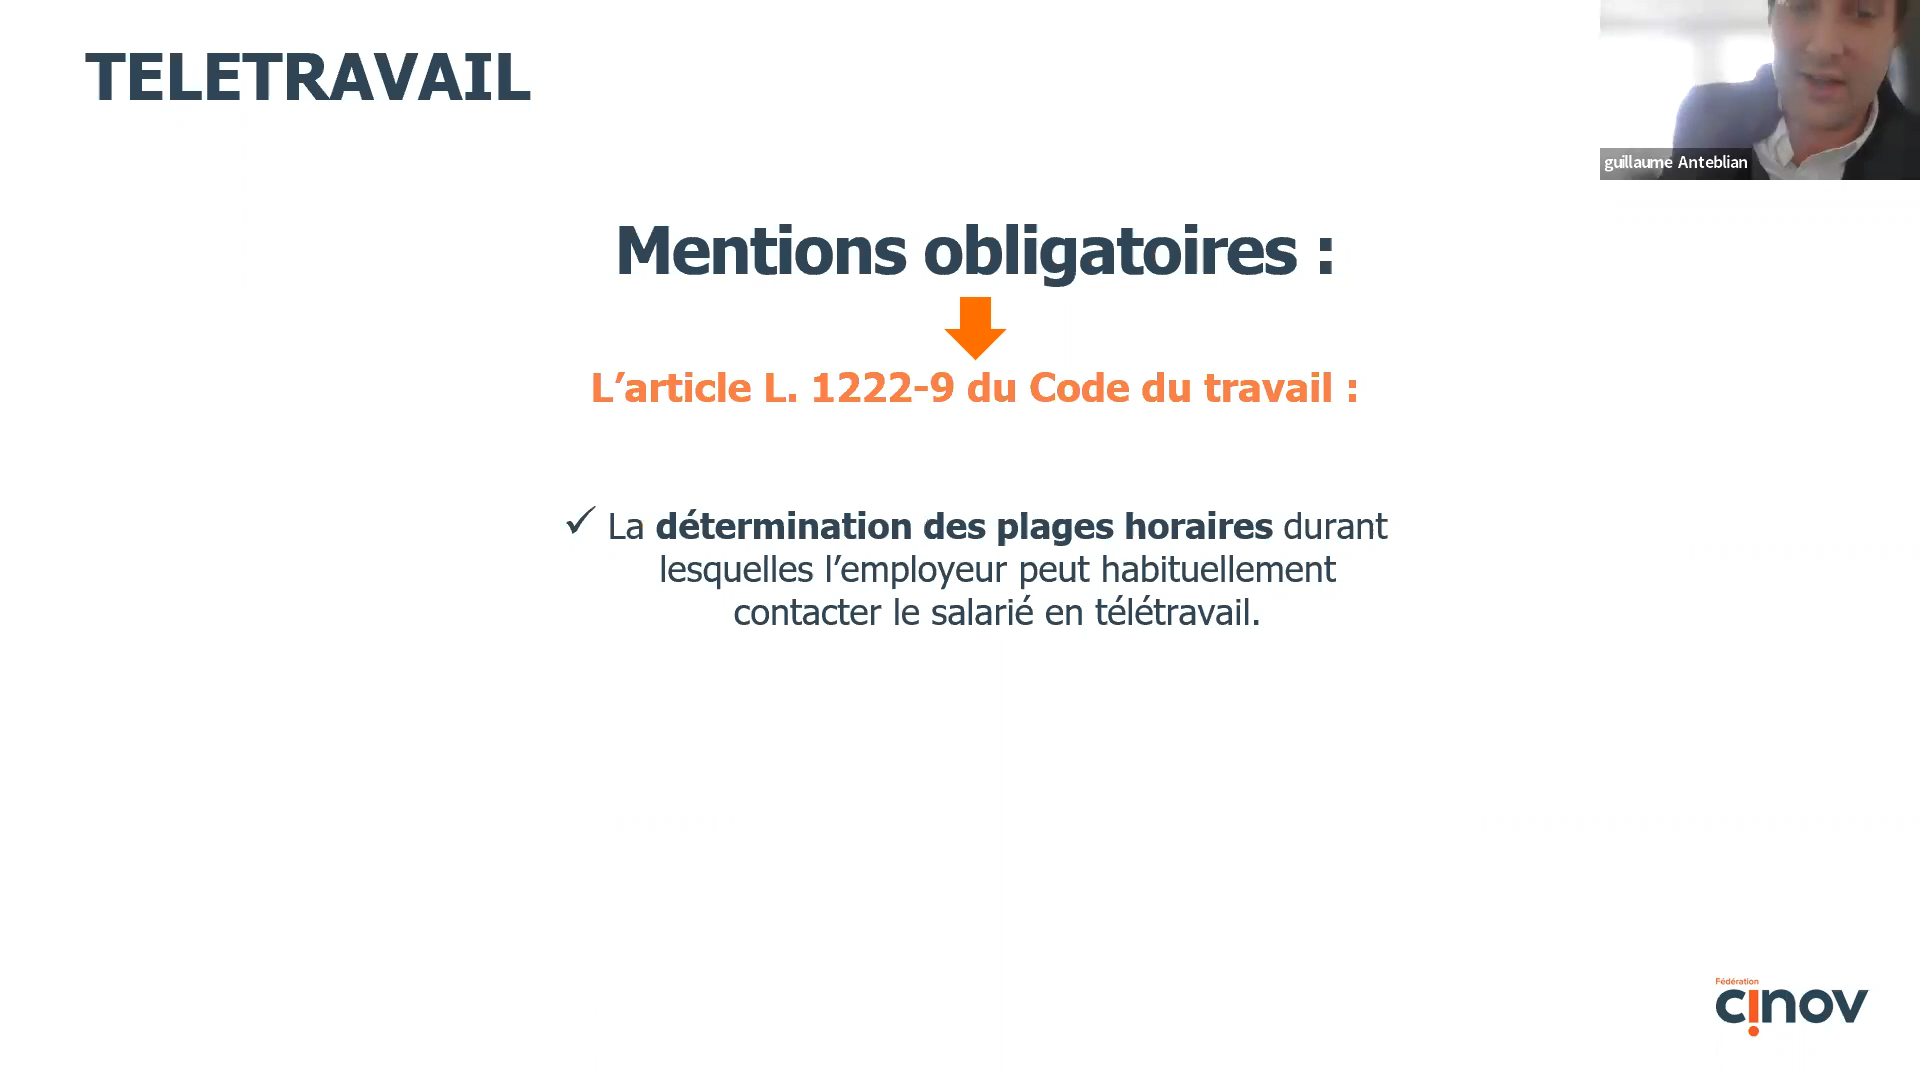 TELETRAVAIL
guillaume Anteblian
Mentions obligatoires :
L’article L. 1222-9 du Code du travail :
✓ La détermination des plages horaires durant
lesquelles l’employeur peut habituellement
contacter le salarié en télétravail.
Fédération
cinov